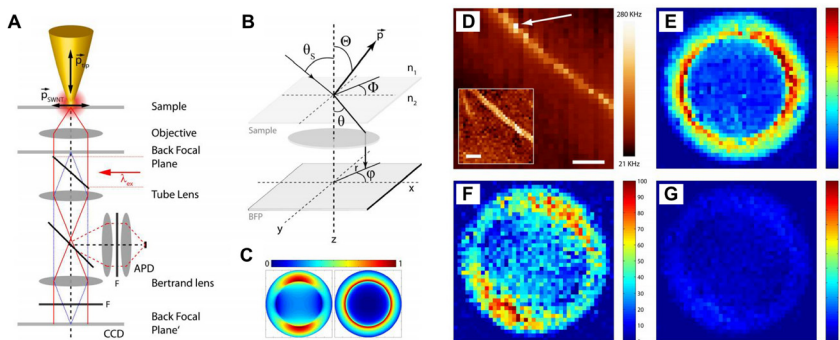 A
p⃗ₜᵢₚ
p⃗SWNT
Sample
Objective
Back Focal
Plane
λex
Tube Lens
APD
F
Bertrand lens
F
Back Focal
Plane'
CCD
B
θS
Θ
p⃗
n1
n2
Φ
Sample
θ
r
φ
x
BFP
y
z
C
0
1
D
280 KHz
21 KHz
E
F
100
90
80
70
60
50
40
30
20
10
0
G